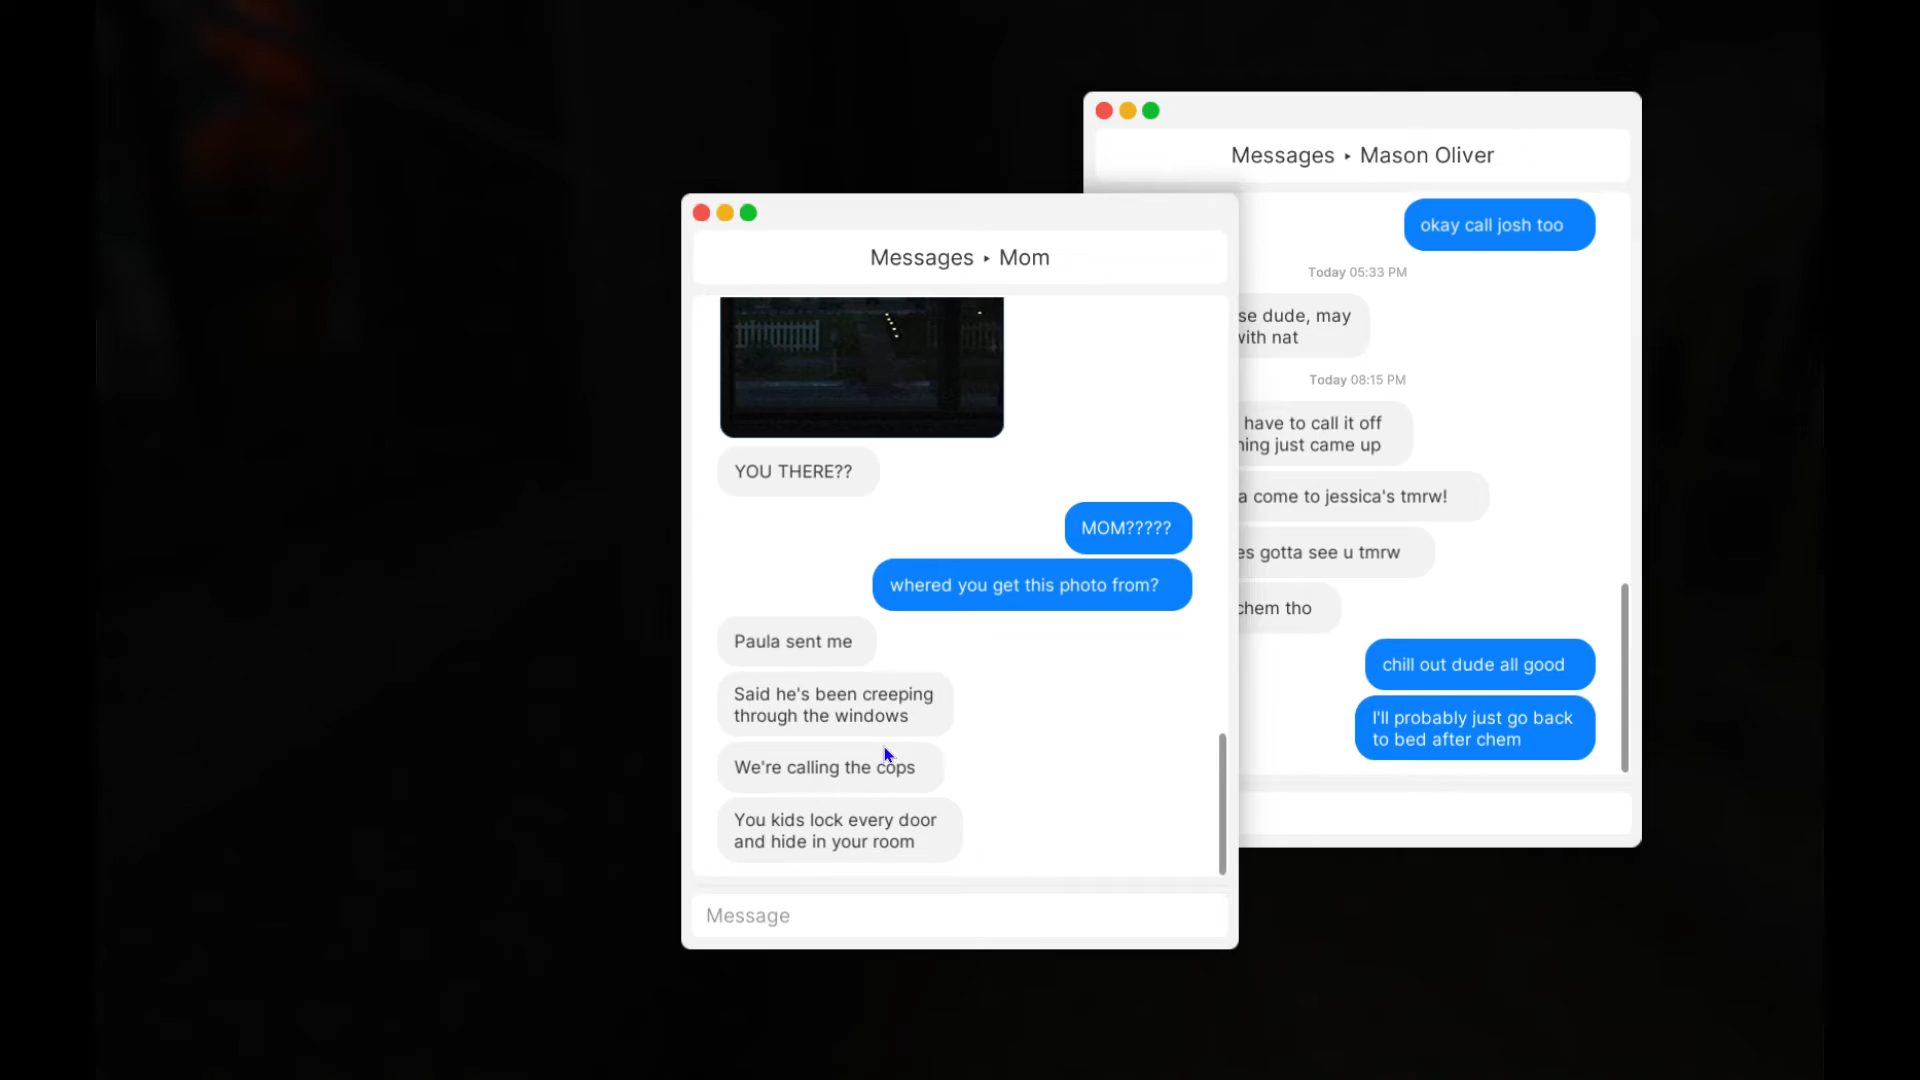 Messages ▸ Mason Oliver
okay call josh too
Today 05:33 PM
dude, may
with nat
Today 08:15 PM
have to call it off
just came up
come to jessica's tmrw!
gotta see u tmrw
chem tho
chill out dude all good
I'll probably just go back
to bed after chem
Messages ▸ Mom
YOU THERE??
MOM?????
whered you get this photo from?
Paula sent me
Said he's been creeping
through the windows
We're calling the cops
You kids lock every door
and hide in your room
Message